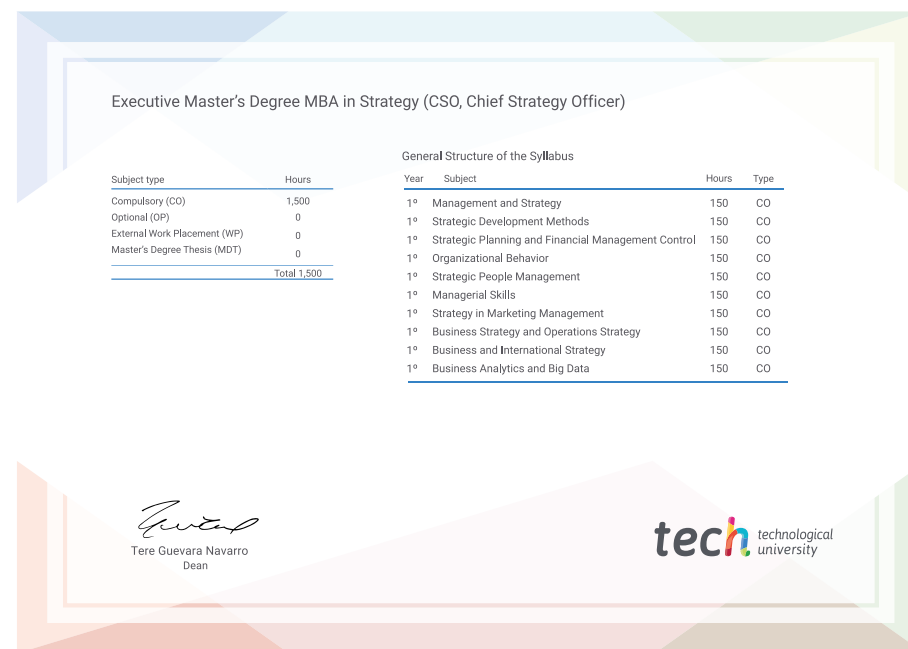 Executive Master's Degree MBA in Strategy (CSO, Chief Strategy Officer)
Subject type Hours
Compulsory (CO) 1,500
Optional (OP) 0
External Work Placement (WP) 0
Master's Degree Thesis (MDT) 0
Total 1,500
General Structure of the Syllabus
Year Subject Hours Type
1º Management and Strategy 150 CO
1º Strategic Development Methods 150 CO
1º Strategic Planning and Financial Management Control 150 CO
1º Organizational Behavior 150 CO
1º Strategic People Management 150 CO
1º Managerial Skills 150 CO
1º Strategy in Marketing Management 150 CO
1º Business Strategy and Operations Strategy 150 CO
1º Business and International Strategy 150 CO
1º Business Analytics and Big Data 150 CO
Tere Guevara Navarro
Dean
tech technological
university